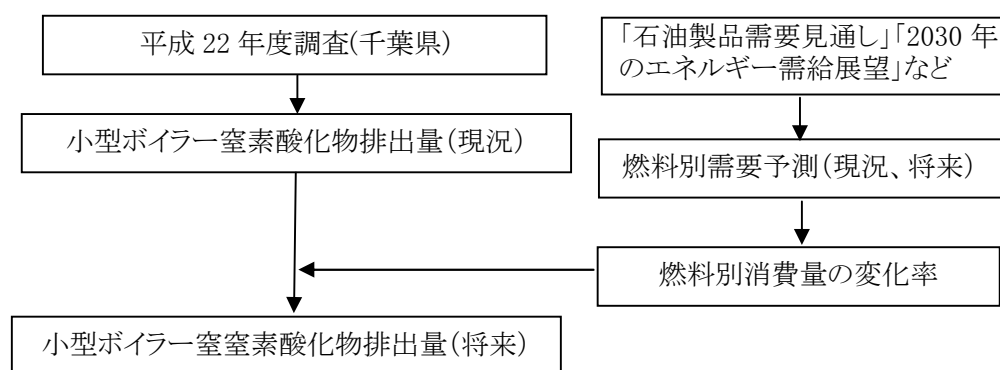 平成 22 年度調査(千葉県)
小型ボイラー窒素酸化物排出量(現況)
「石油製品需要見通し」「2030 年
のエネルギー需給展望」など
燃料別需要予測(現況、将来)
燃料別消費量の変化率
小型ボイラー窒窒素酸化物排出量(将来)